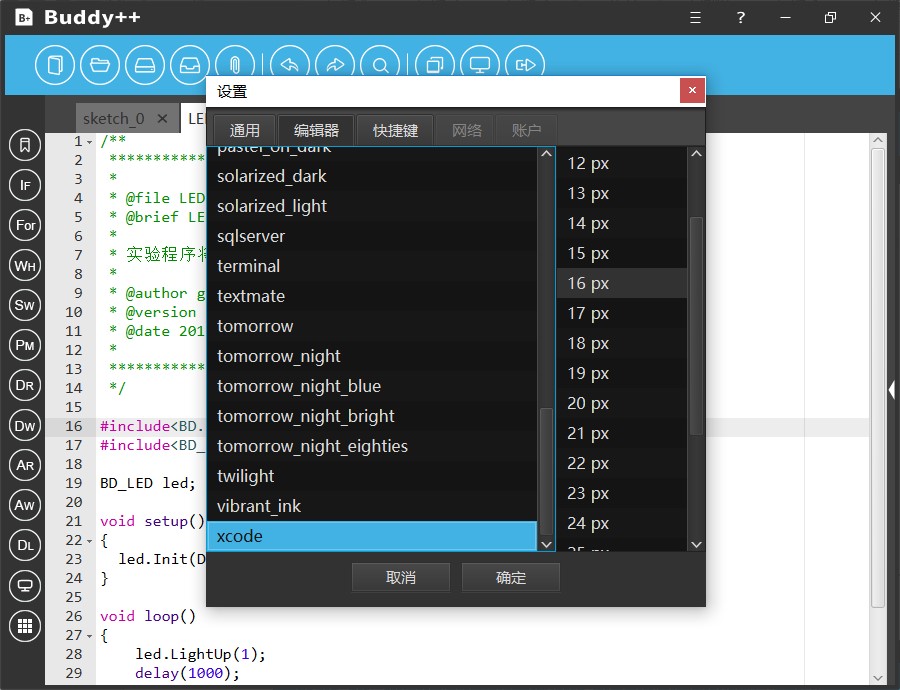 B+ Buddy++
?
设置
sketch_0
通用 编辑器 快捷键 网络 账户
solarized_dark
solarized_light
sqlserver
terminal
textmate
tomorrow
tomorrow_night
tomorrow_night_blue
tomorrow_night_bright
tomorrow_night_eighties
twilight
vibrant_ink
xcode
12 px
13 px
14 px
15 px
16 px
17 px
18 px
19 px
20 px
21 px
22 px
23 px
24 px
取消 确定
IF
For
WH
SW
PM
DR
DW
AR
AW
DL
1 /**
2 ***********
3 *
4 * @file LED
5 * @brief LE
6 *
7 * 实验程序
8 *
9 * @author g
10 * @version
11 * @date 201
12 *
13 ***********
14 */
15
16 #include<BD.
17 #include<BD_
18
19 BD_LED led;
20
21 void setup()
22 {
23 led.Init(D
24 }
25
26 void loop()
27 {
28 led.LightUp(1);
29 delay(1000);